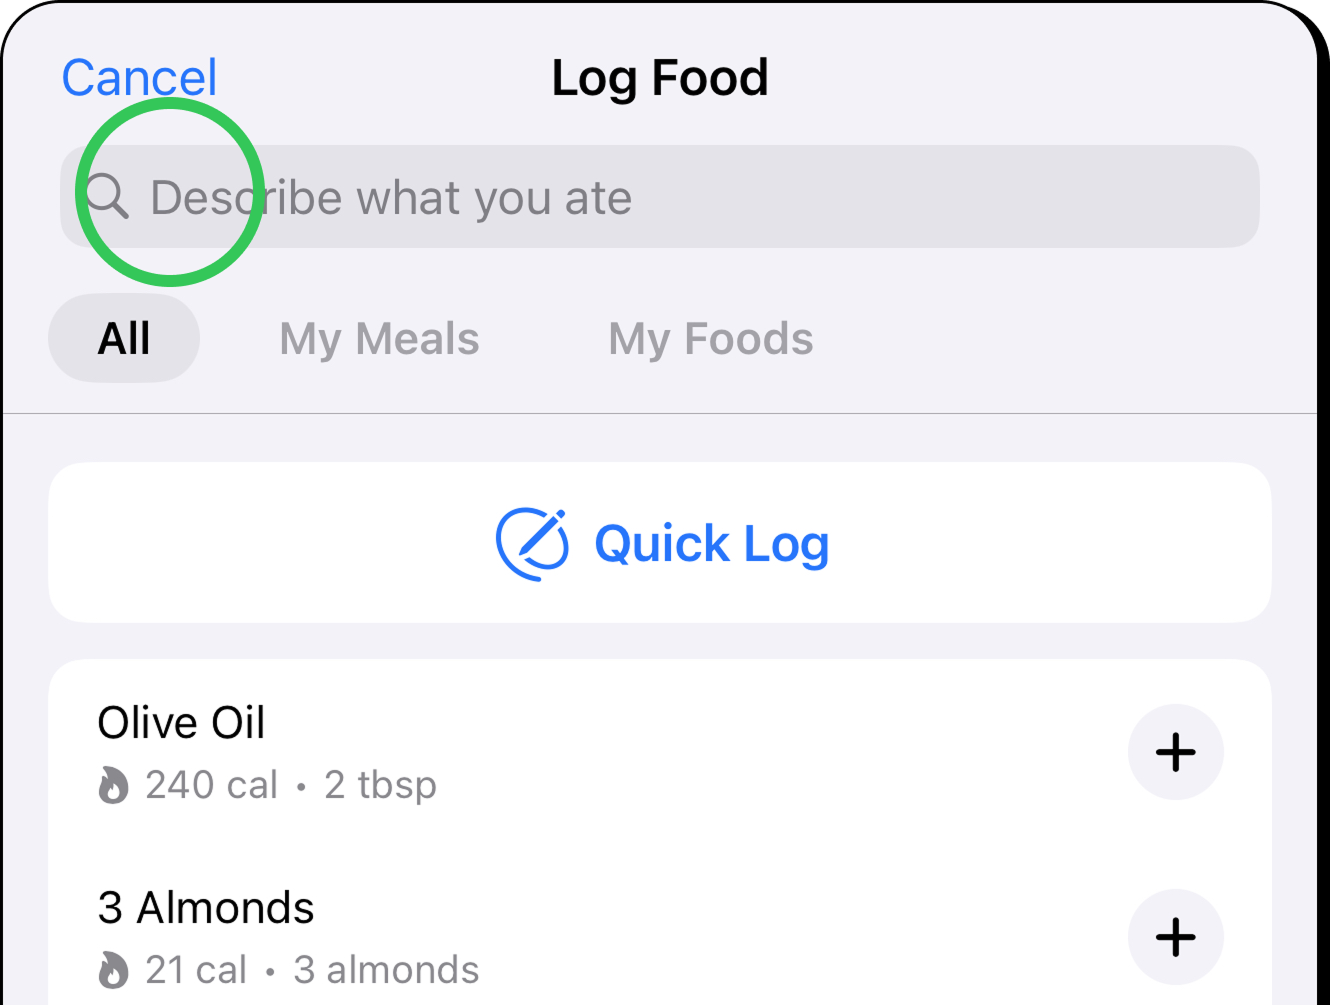 Cancel
Log Food
Describe what you ate
All
My Meals
My Foods
Quick Log
Olive Oil
240 cal • 2 tbsp
3 Almonds
21 cal • 3 almonds